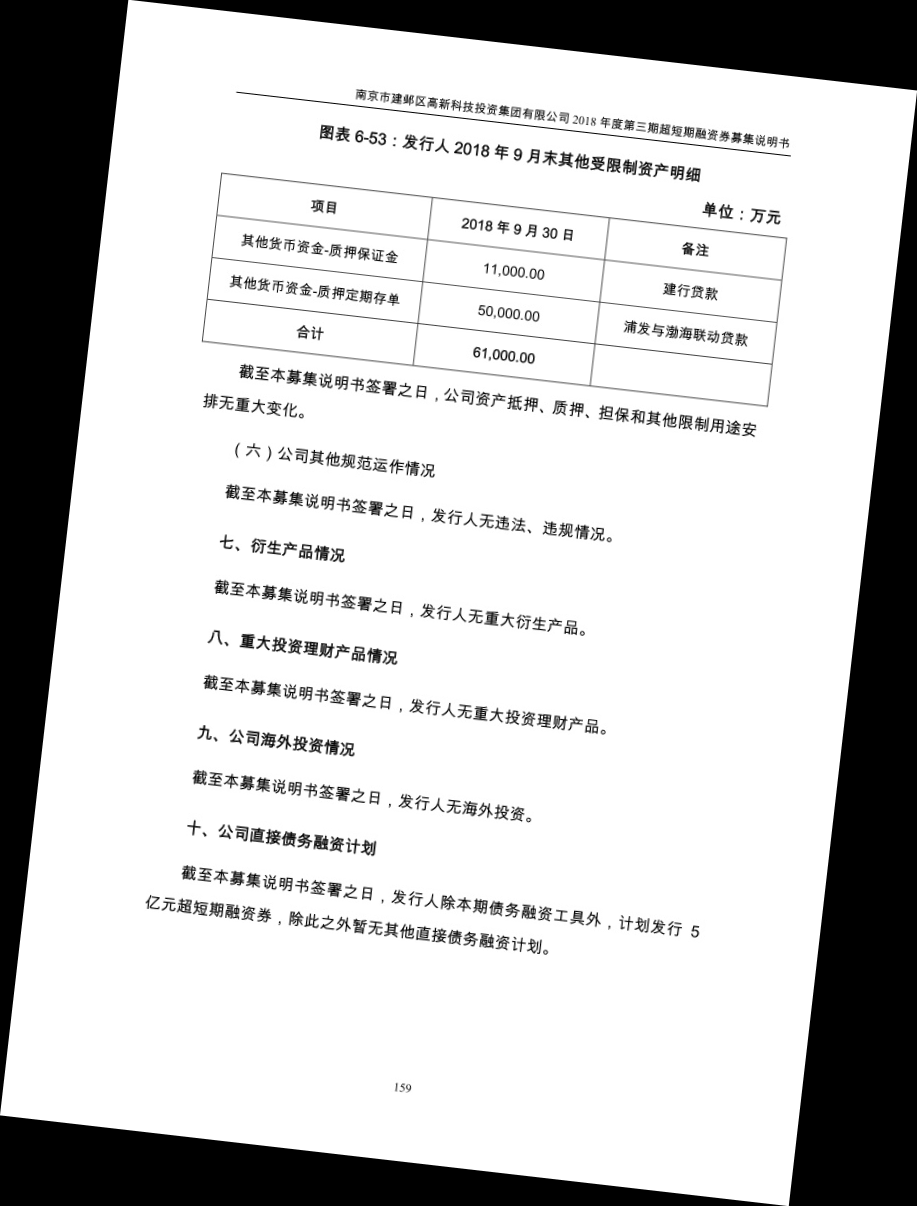 南京市建邺区高新科技投资集团有限公司 2018 年度第三期超短期融资券募集说明书
图表 6-53：发行人 2018 年 9 月末其他受限制资产明细
单位：万元
项目 2018 年 9 月 30 日 备注
其他货币资金-质押保证金 11,000.00 建行贷款
其他货币资金-质押定期存单 50,000.00 浦发与渤海联动贷款
合计 61,000.00
截至本募集说明书签署之日，公司资产抵押、质押、担保和其他限制用途安
排无重大变化。
（六）公司其他规范运作情况
截至本募集说明书签署之日，发行人无违法、违规情况。
七、衍生产品情况
截至本募集说明书签署之日，发行人无重大衍生产品。
八、重大投资理财产品情况
截至本募集说明书签署之日，发行人无重大投资理财产品。
九、公司海外投资情况
截至本募集说明书签署之日，发行人无海外投资。
十、公司直接债务融资计划
截至本募集说明书签署之日，发行人除本期债务融资工具外，计划发行 5
亿元超短期融资券，除此之外暂无其他直接债务融资计划。
159